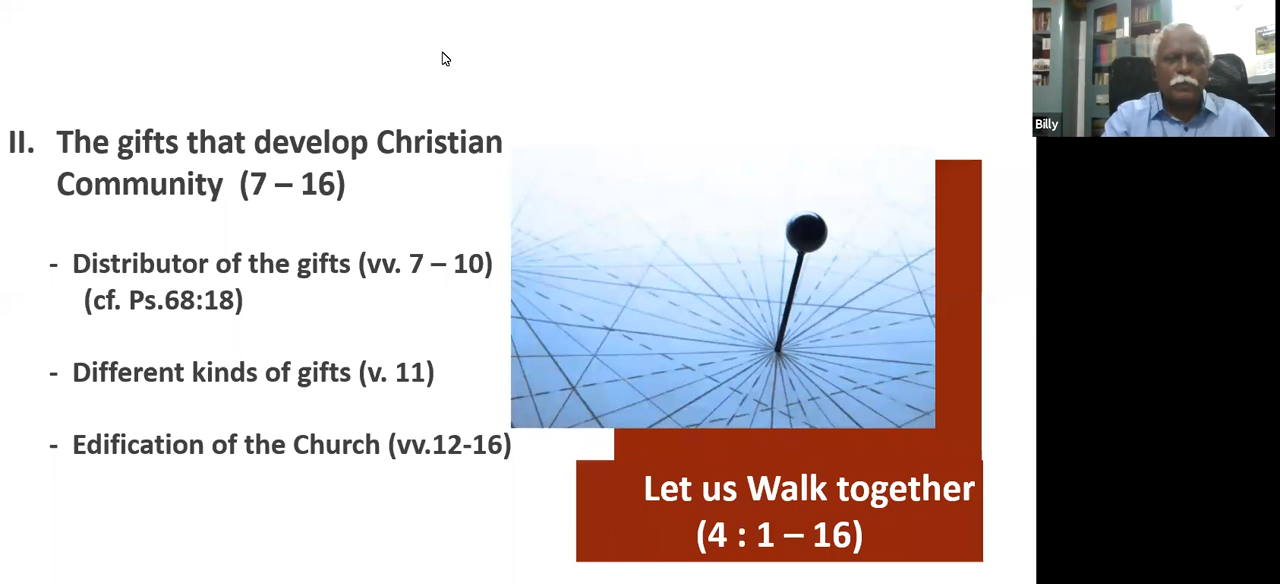 II. The gifts that develop Christian
Community (7 – 16)
- Distributor of the gifts (vv. 7 – 10)
(cf. Ps.68:18)
- Different kinds of gifts (v. 11)
- Edification of the Church (vv.12-16)
Let us Walk together
(4 : 1 – 16)
Billy